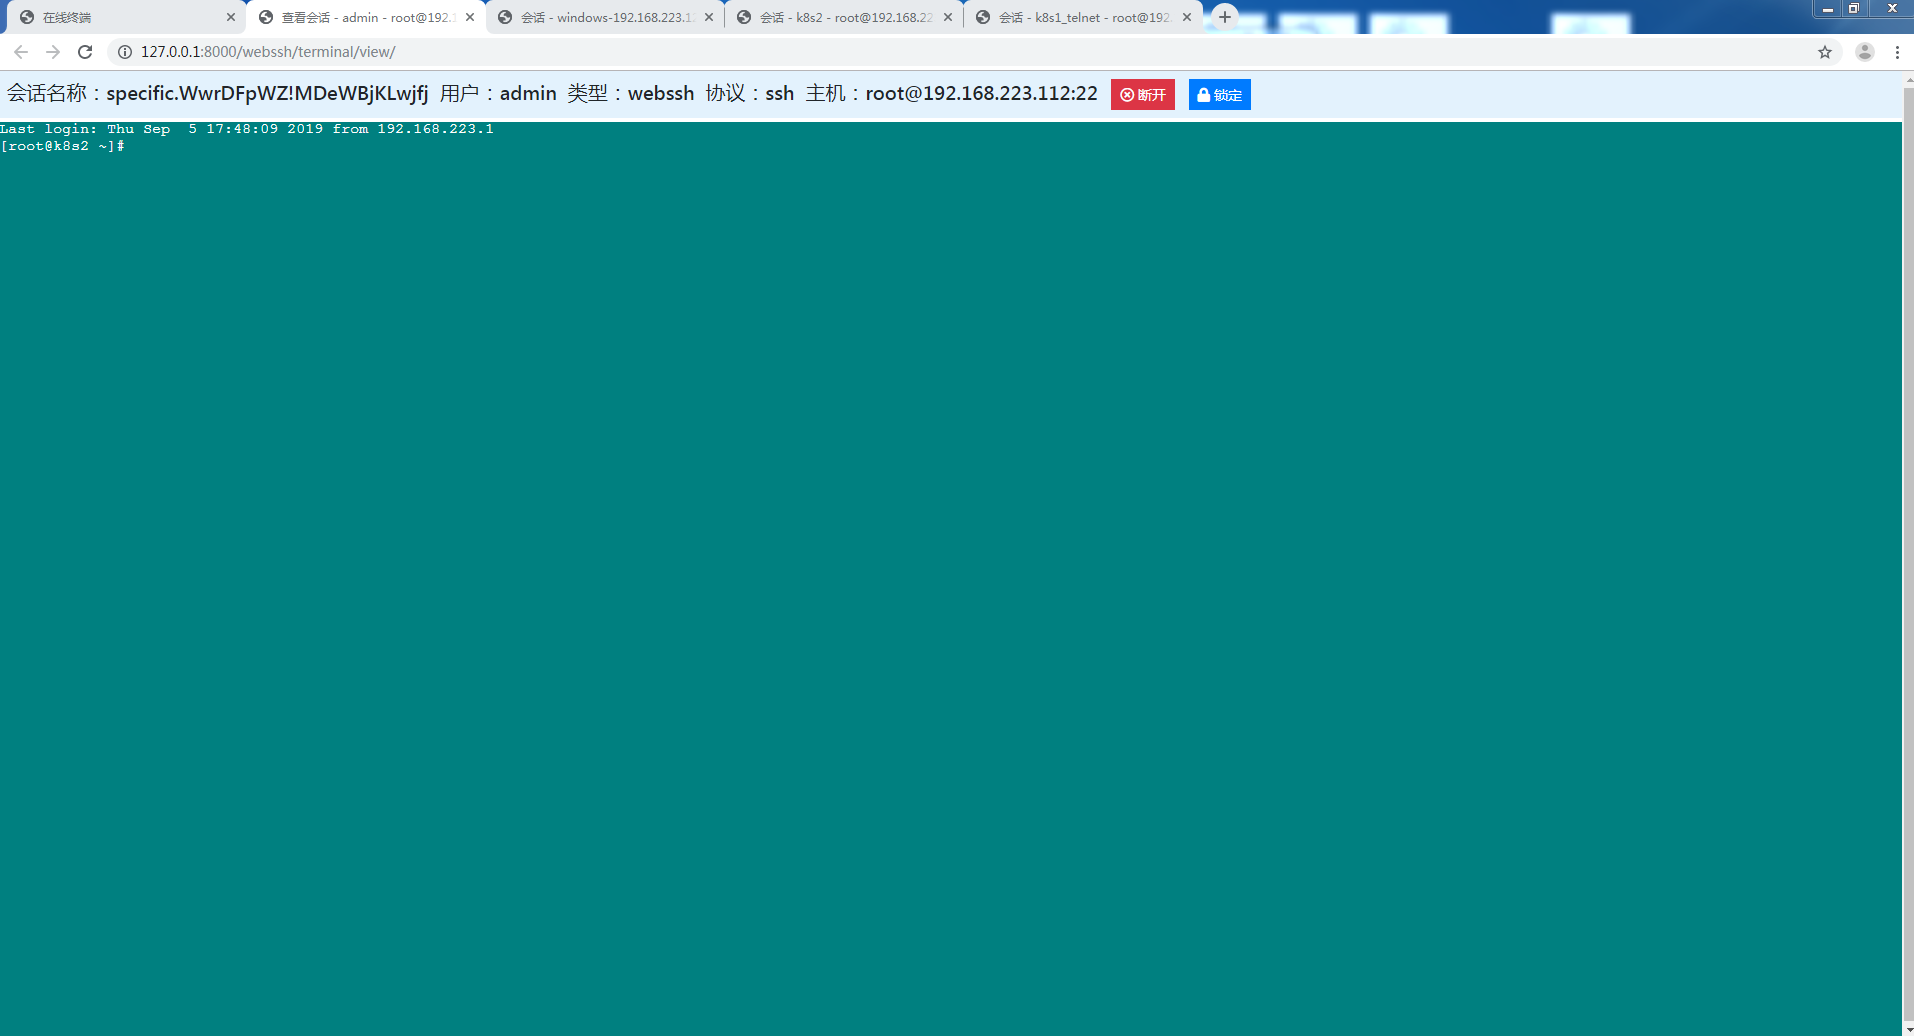 在线终端
查看会话 - admin - root@192.1
会话 - windows-192.168.223.1
会话 - k8s2 - root@192.168.22
会话 - k8s1_telnet - root@192.
127.0.0.1:8000/webssh/terminal/view/
会话名称：specific.WwrDFpWZ!MDeWBjKLwjfj 用户：admin 类型：webssh 协议：ssh 主机：root@192.168.223.112:22 断开 锁定
Last login: Thu Sep  5 17:48:09 2019 from 192.168.223.1
[root@k8s2 ~]#